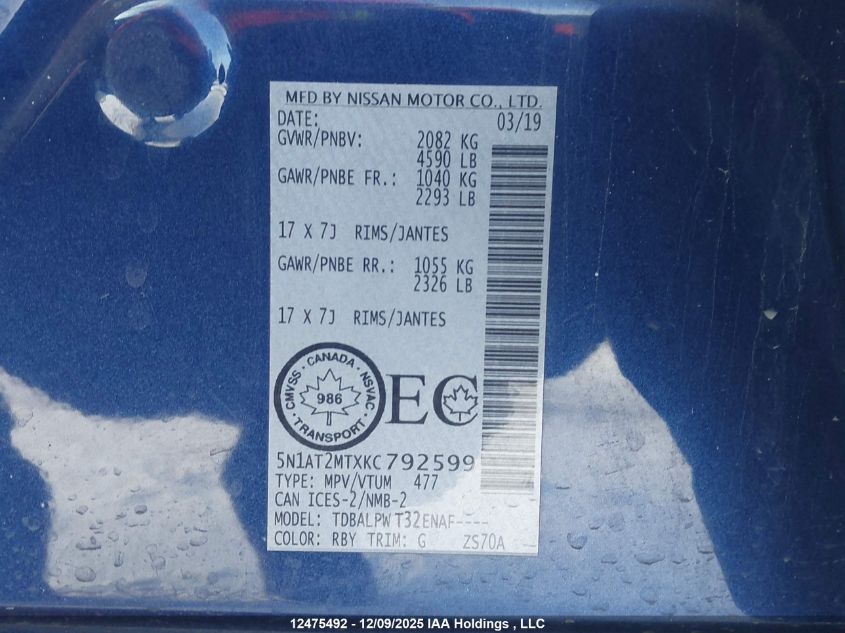 MFD BY NISSAN MOTOR CO., LTD.
DATE: 03/19
GVWR/PNBV: 2082 KG
4590 LB
GAWR/PNBE FR.: 1040 KG
2293 LB
17 X 7J RIMS/JANTES
GAWR/PNBE RR.: 1055 KG
2326 LB
17 X 7J RIMS/JANTES
CMVSS · CANADA · NSVAC · TRANSPORT ·
986
EC
5N1AT2MTXKC792599
TYPE: MPV/VTUM 477
CAN ICES-2/NMB-2
MODEL: TDBALPW T32ENAF----
COLOR: RBY TRIM: G ZS70A
12475492 - 12/09/2025 IAA Holdings , LLC